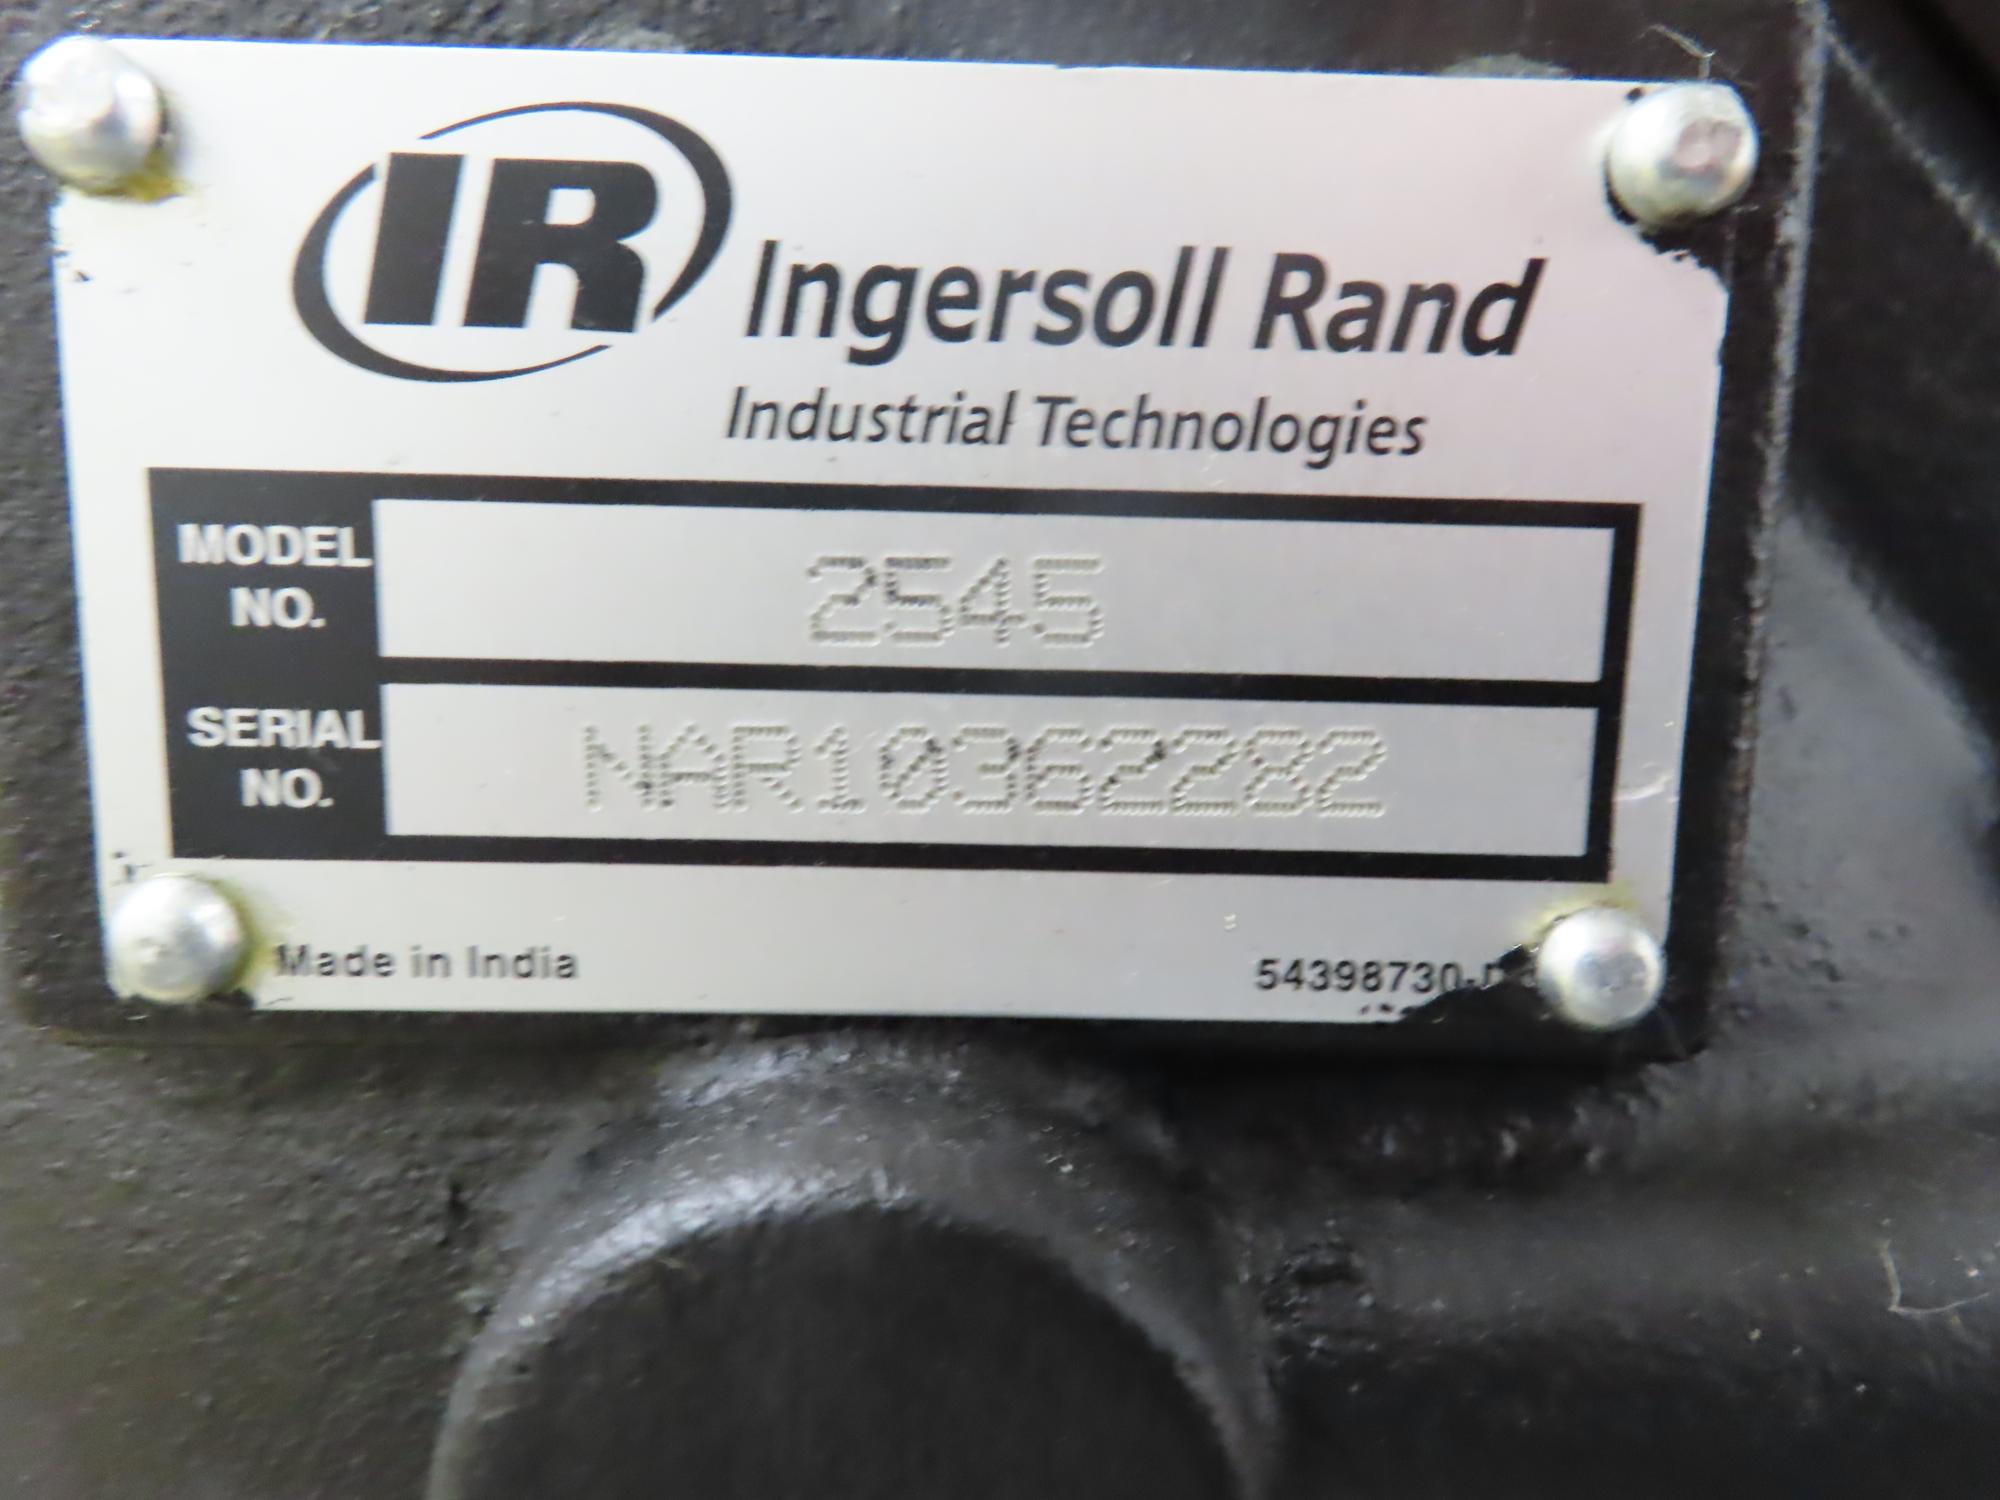 IR Ingersoll Rand
Industrial Technologies
MODEL NO.
2545
SERIAL NO.
NAR10362282
Made in India
54398730-